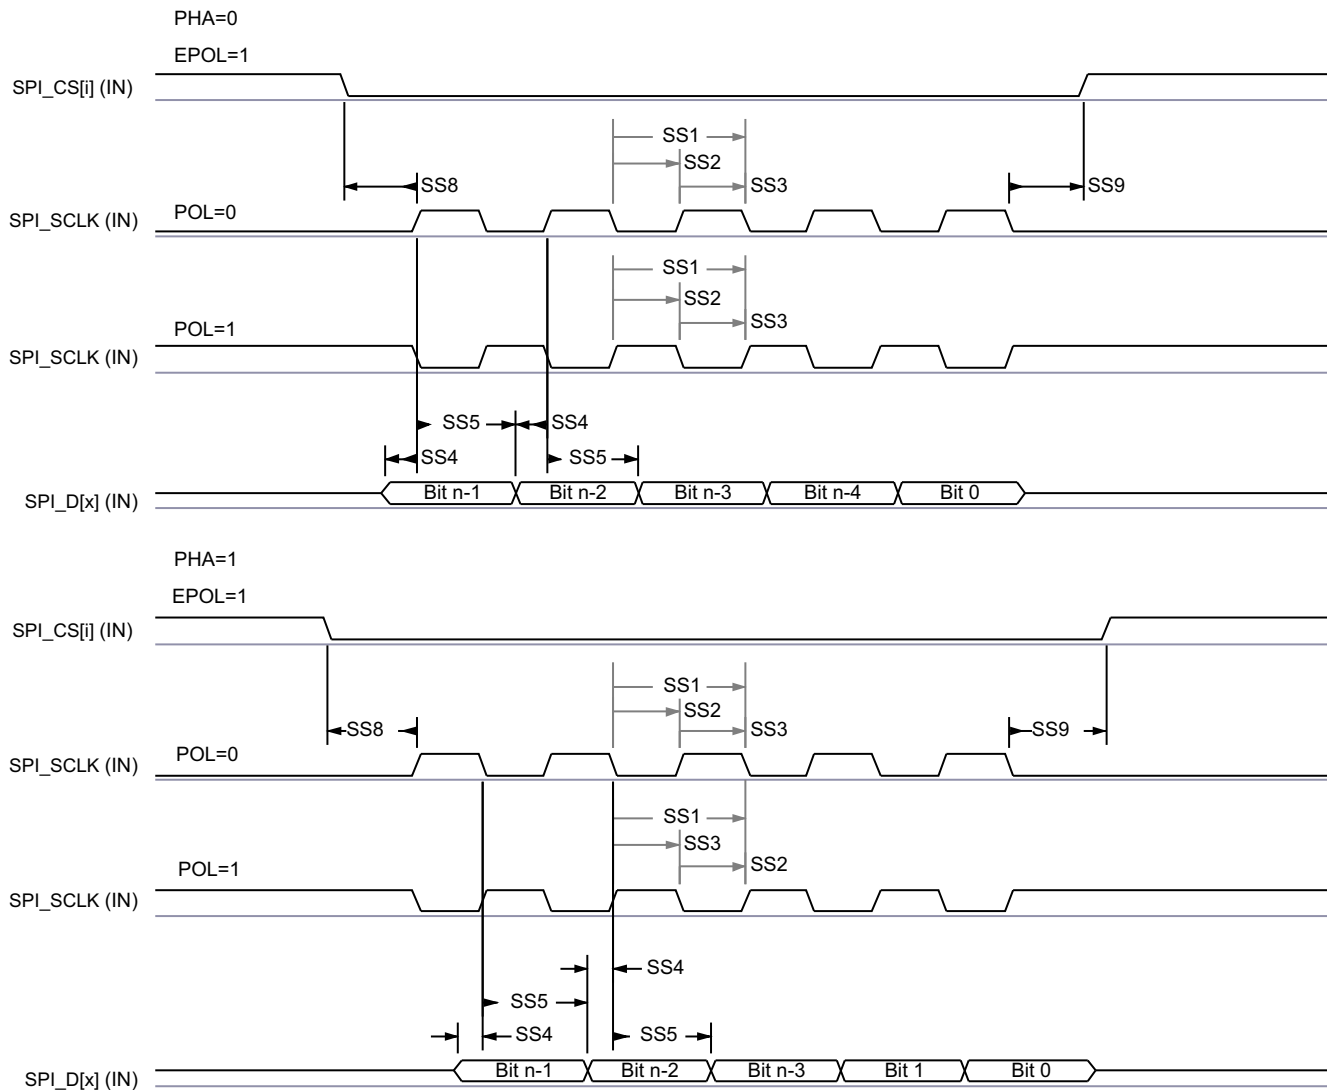 PHA=0
EPOL=1
SPI_CS[i] (IN)
SS1
SS2
SS8
SS3
SS9
POL=0
SPI_SCLK (IN)
SS1
SS2
SS3
POL=1
SPI_SCLK (IN)
SS5
SS4
SS4
SS5
SPI_D[x] (IN)
Bit n-1
Bit n-2
Bit n-3
Bit n-4
Bit 0
PHA=1
EPOL=1
SPI_CS[i] (IN)
SS1
SS2
SS8
SS3
SS9
POL=0
SPI_SCLK (IN)
SS1
SS3
SS2
POL=1
SPI_SCLK (IN)
SS4
SS5
SS4
SS5
SPI_D[x] (IN)
Bit n-1
Bit n-2
Bit n-3
Bit 1
Bit 0